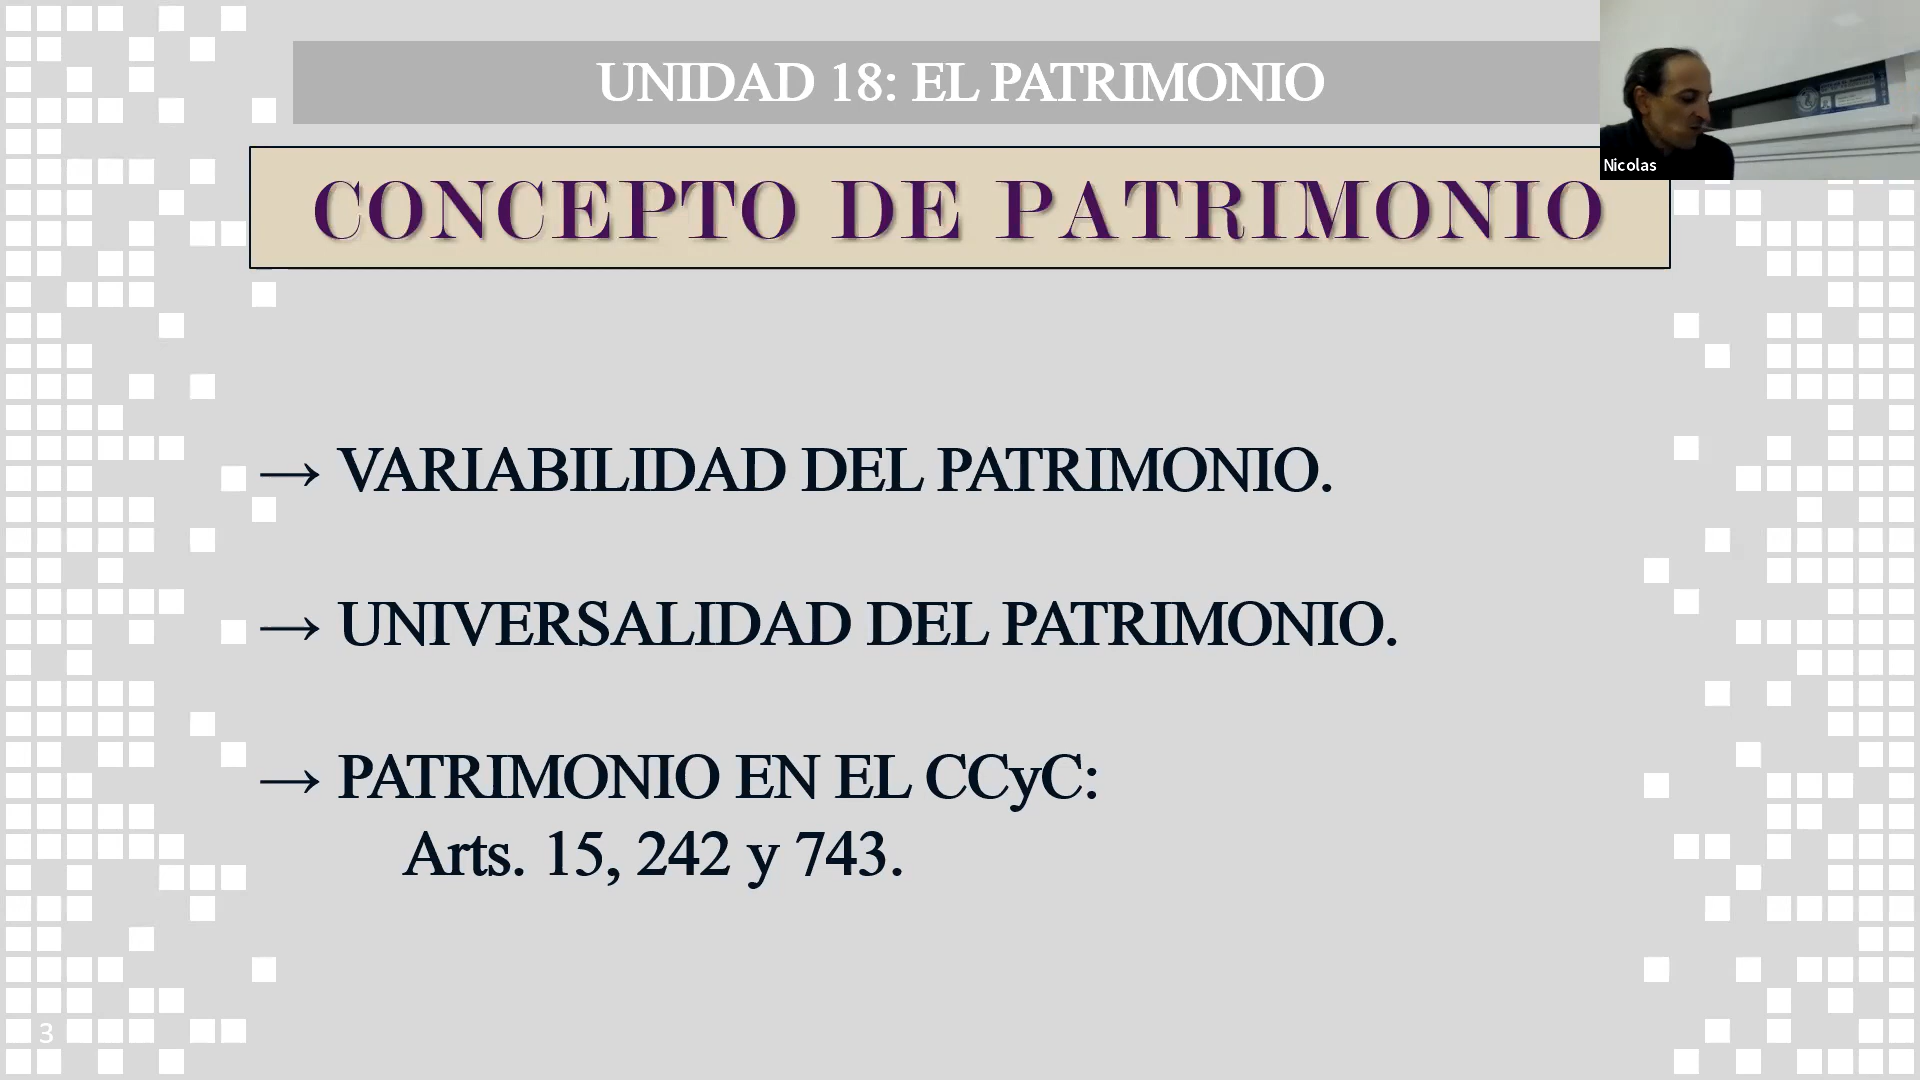 UNIDAD 18: EL PATRIMONIO
Nicolas
CONCEPTO DE PATRIMONIO
→ VARIABILIDAD DEL PATRIMONIO.
→ UNIVERSALIDAD DEL PATRIMONIO.
→ PATRIMONIO EN EL CCyC:
Arts. 15, 242 y 743.
3